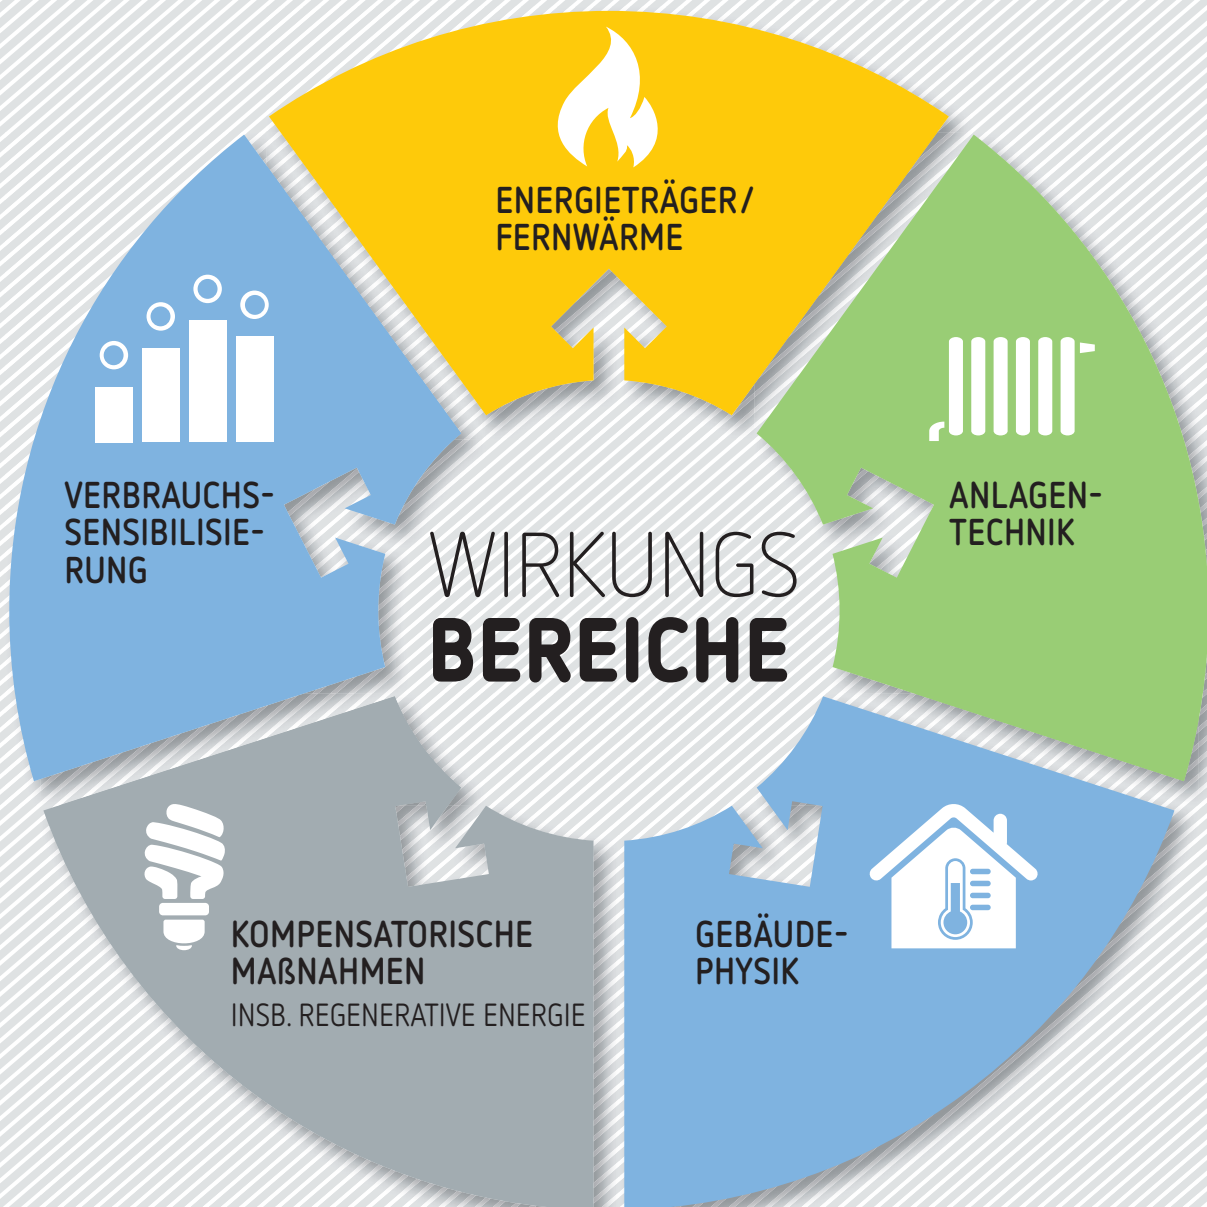 ENERGIETRÄGER/
FERNWÄRME
ANLAGEN-
TECHNIK
GEBÄUDE-
PHYSIK
KOMPENSATORISCHE
MAßNAHMEN
INSB. REGENERATIVE ENERGIE
VERBRAUCHS-
SENSIBILISIE-
RUNG
WIRKUNGS
BEREICHE